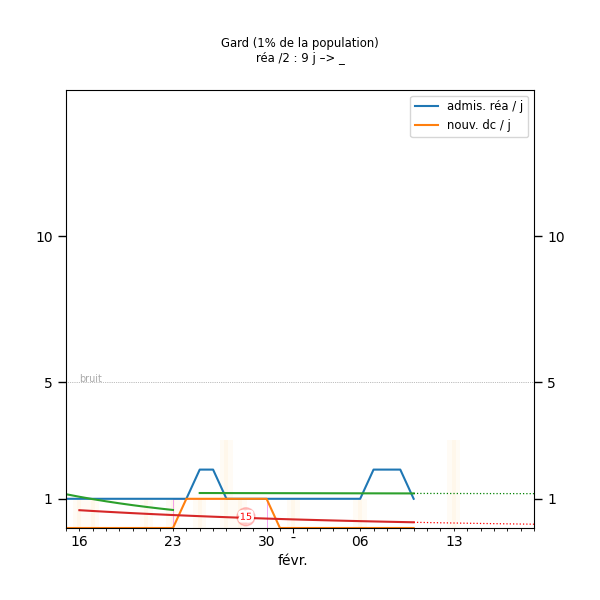 Gard (1% de la population)
réa /2 : 9 j –> _
admis. réa / j
nouv. dc / j
10
10
bruit
5
5
15
1
1
16
23
30
-
06
13
févr.